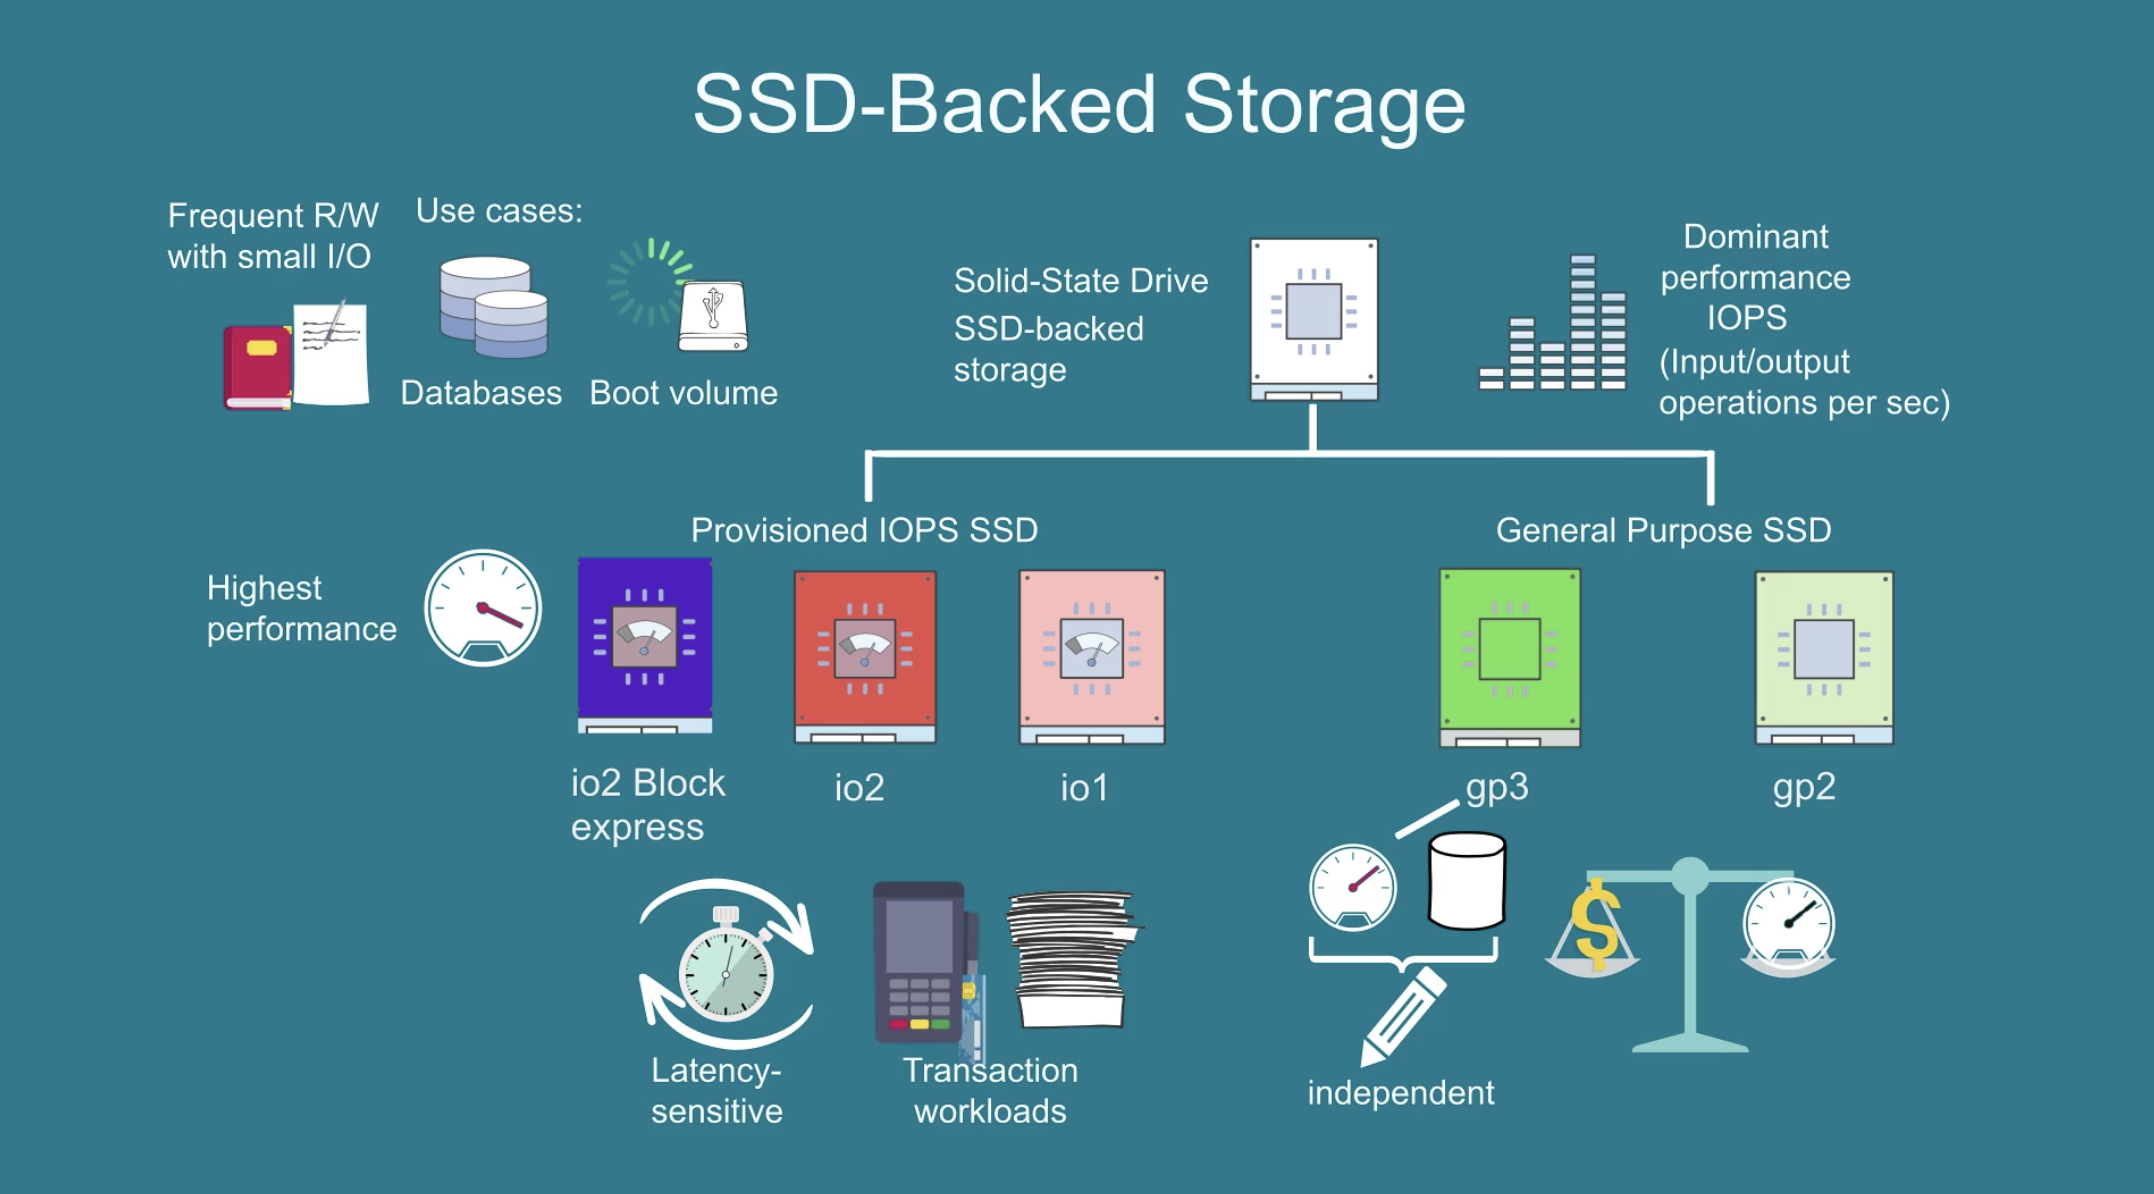 SSD-Backed Storage
Frequent R/W
with small I/O
Use cases:
Databases
Boot volume
Solid-State Drive
SSD-backed
storage
Dominant
performance
IOPS
(Input/output
operations per sec)
Provisioned IOPS SSD
General Purpose SSD
Highest
performance
io2 Block
express
io2
io1
gp3
gp2
$
Latency-
sensitive
Transaction
workloads
independent